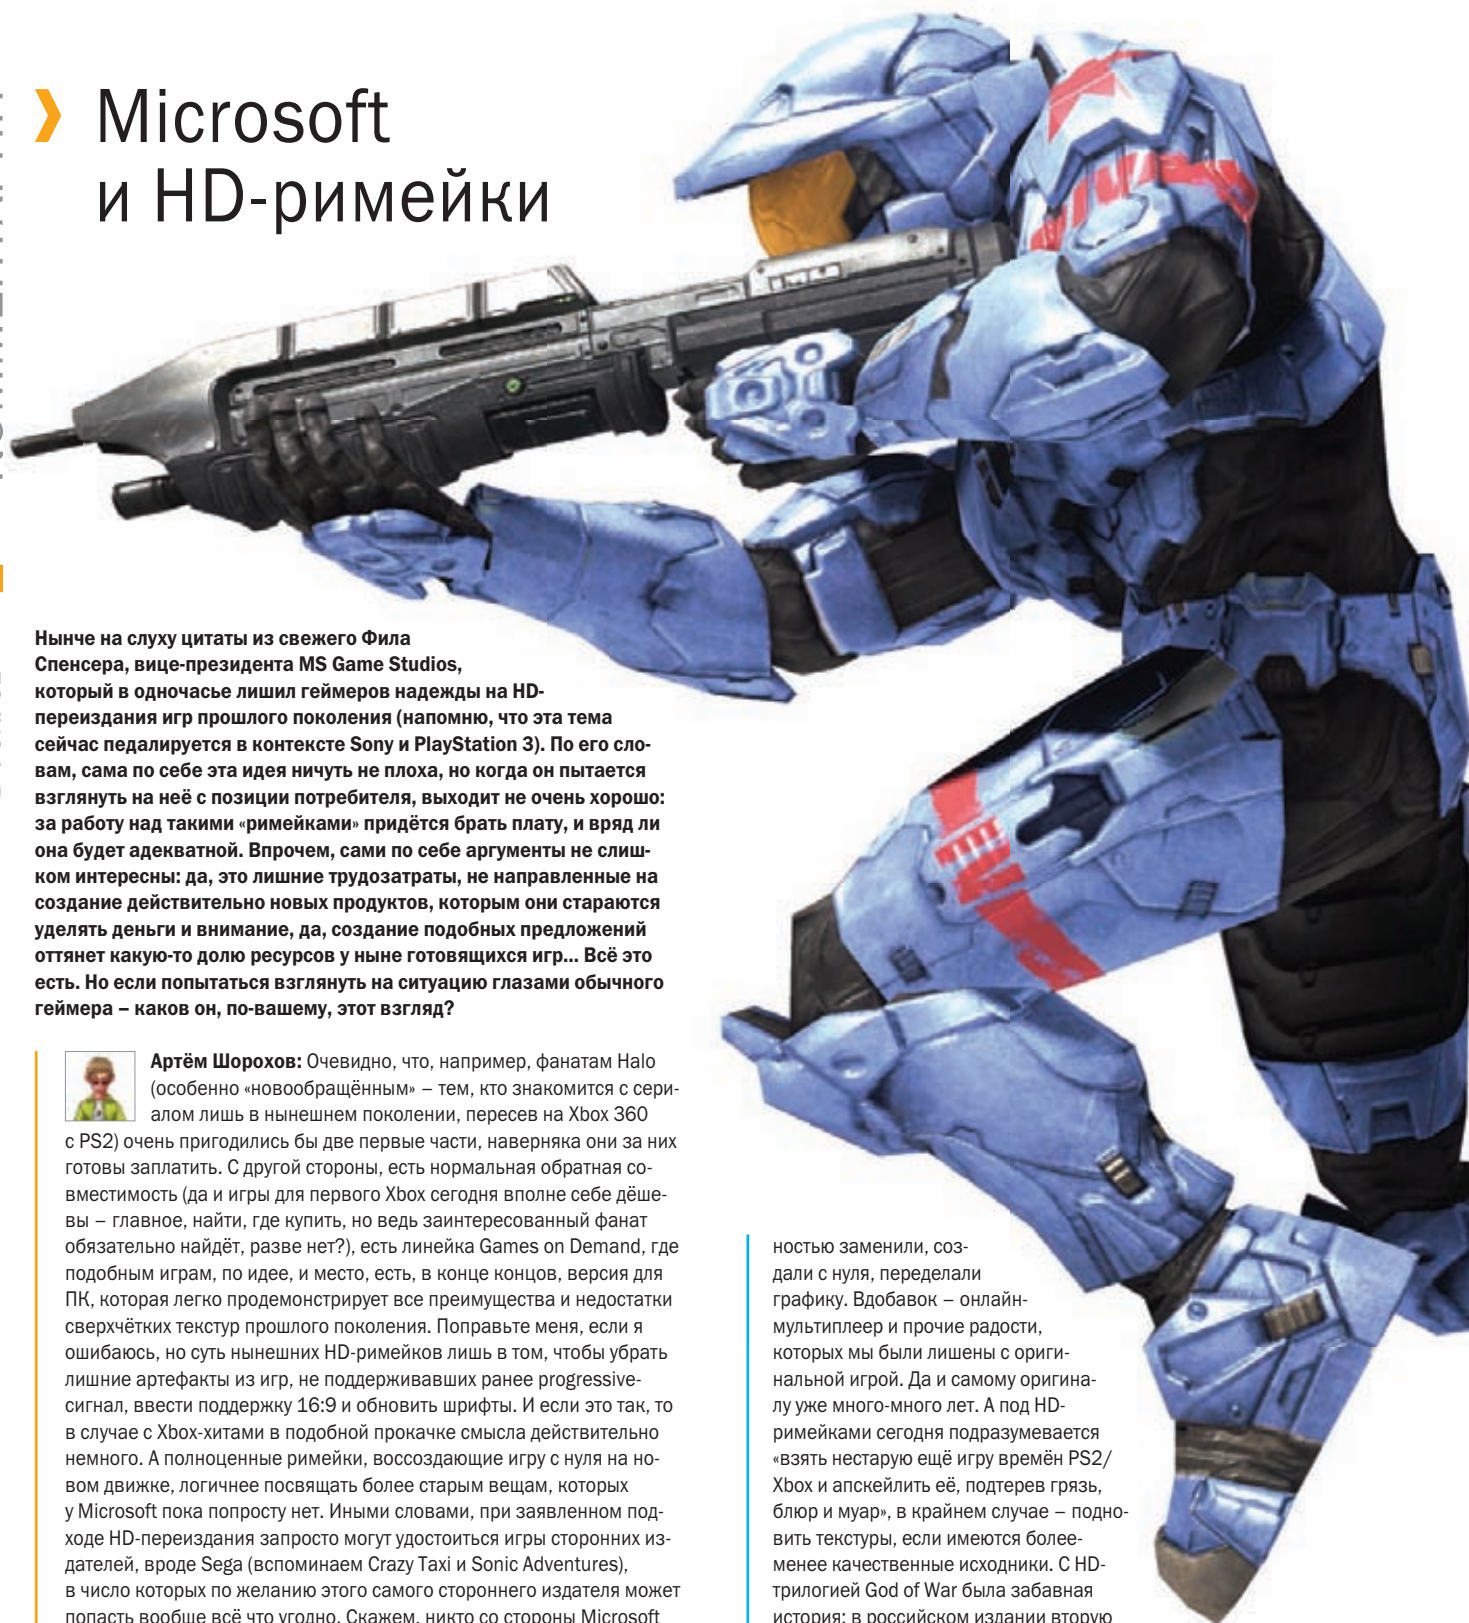 Microsoft
и HD-римейки
Нынче на слуху цитаты из свежего Фила
Спенсера, вице-президента MS Game Studios,
который в одночасье лишил геймеров надежды на HD-
переиздания игр прошлого поколения (напомню, что эта тема
сейчас педалируется в контексте Sony и PlayStation 3). По его сло-
вам, сама по себе эта идея ничуть не плоха, но когда он пытается
взглянуть на неё с позиции потребителя, выходит не очень хорошо:
за работу над такими «римейками» придётся брать плату, и вряд ли
она будет адекватной. Впрочем, сами по себе аргументы не слиш-
ком интересны: да, это лишние трудозатраты, не направленные на
создание действительно новых продуктов, которым они стараются
уделять деньги и внимание, да, создание подобных предложений
оттянет какую-то долю ресурсов у ныне готовящихся игр... Всё это
есть. Но если попытаться взглянуть на ситуацию глазами обычного
геймера – каков он, по-вашему, этот взгляд?
Артём Шорохов: Очевидно, что, например, фанатам Halo
(особенно «новообращённым» – тем, кто знакомится с сери-
алом лишь в нынешнем поколении, пересев на Xbox 360
с PS2) очень пригодились бы две первые части, наверняка они за них
готовы заплатить. С другой стороны, есть нормальная обратная со-
вместимость (да и игры для первого Xbox сегодня вполне себе дёше-
вы – главное, найти, где купить, но ведь заинтересованный фанат
обязательно найдёт, разве нет?), есть линейка Games on Demand, где
подобным играм, по идее, и место, есть, в конце концов, версия для
ПК, которая легко продемонстрирует все преимущества и недостатки
сверхчётких текстур прошлого поколения. Поправьте меня, если я
ошибаюсь, но суть нынешних HD-римейков лишь в том, чтобы убрать
лишние артефакты из игр, не поддерживавших ранее progressive-
сигнал, ввести поддержку 16:9 и обновить шрифты. И если это так, то
в случае с Xbox-хитами в подобной прокачке смысла действительно
немного. А полноценные римейки, воссоздающие игру с нуля на но-
вом движке, логичнее посвящать более старым вещам, которых
у Microsoft пока попросту нет. Иными словами, при заявленном под-
ходе HD-переиздания запросто могут удостоиться игры сторонних из-
дателей, вроде Sega (вспоминаем Crazy Taxi и Sonic Adventures),
в число которых по желанию этого самого стороннего издателя может
попасть вообще всё что угодно. Скажем, никто со стороны Microsoft
ностью заменили, соз-
дали с нуля, переделали
графику. Вдобавок – онлайн-
мультиплеер и прочие радости,
которых мы были лишены с ориги-
нальной игрой. Да и самому оригина-
лу уже много-много лет. А под HD-
римейками сегодня подразумевается
«взять нестарую ещё игру времён PS2/
Xbox и апскейлить её, подтерев грязь,
блюр и муар», в крайнем случае – подно-
вить текстуры, если имеются более-
менее качественные исходники. С HD-
трилогией God of War была забавная
история: в российском издании вторую